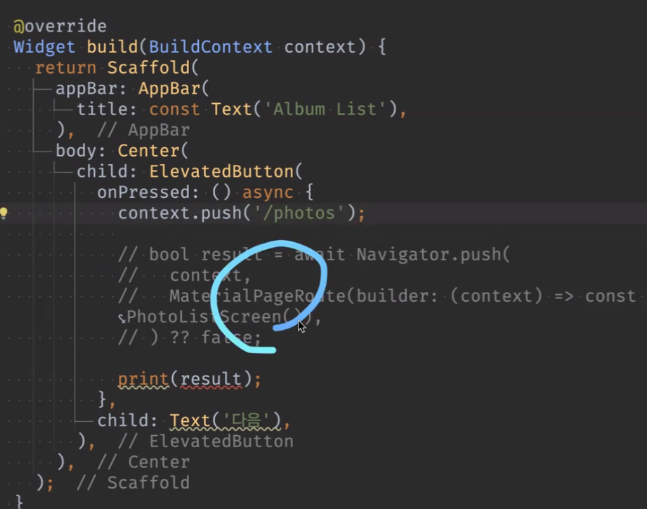 @override
Widget build(BuildContext context) {
return Scaffold(
appBar: AppBar(
title: const Text('Album List'),
), // AppBar
body: Center(
child: ElevatedButton(
onPressed: () async {
context.push('/photos');
// bool result = await Navigator.push(
// context,
// MaterialPageRoute(builder: (context) => const
PhotoListScreen()),
// ) ?? false;
print(result);
},
child: Text('다음'),
), // ElevatedButton
), // Center
); // Scaffold
}